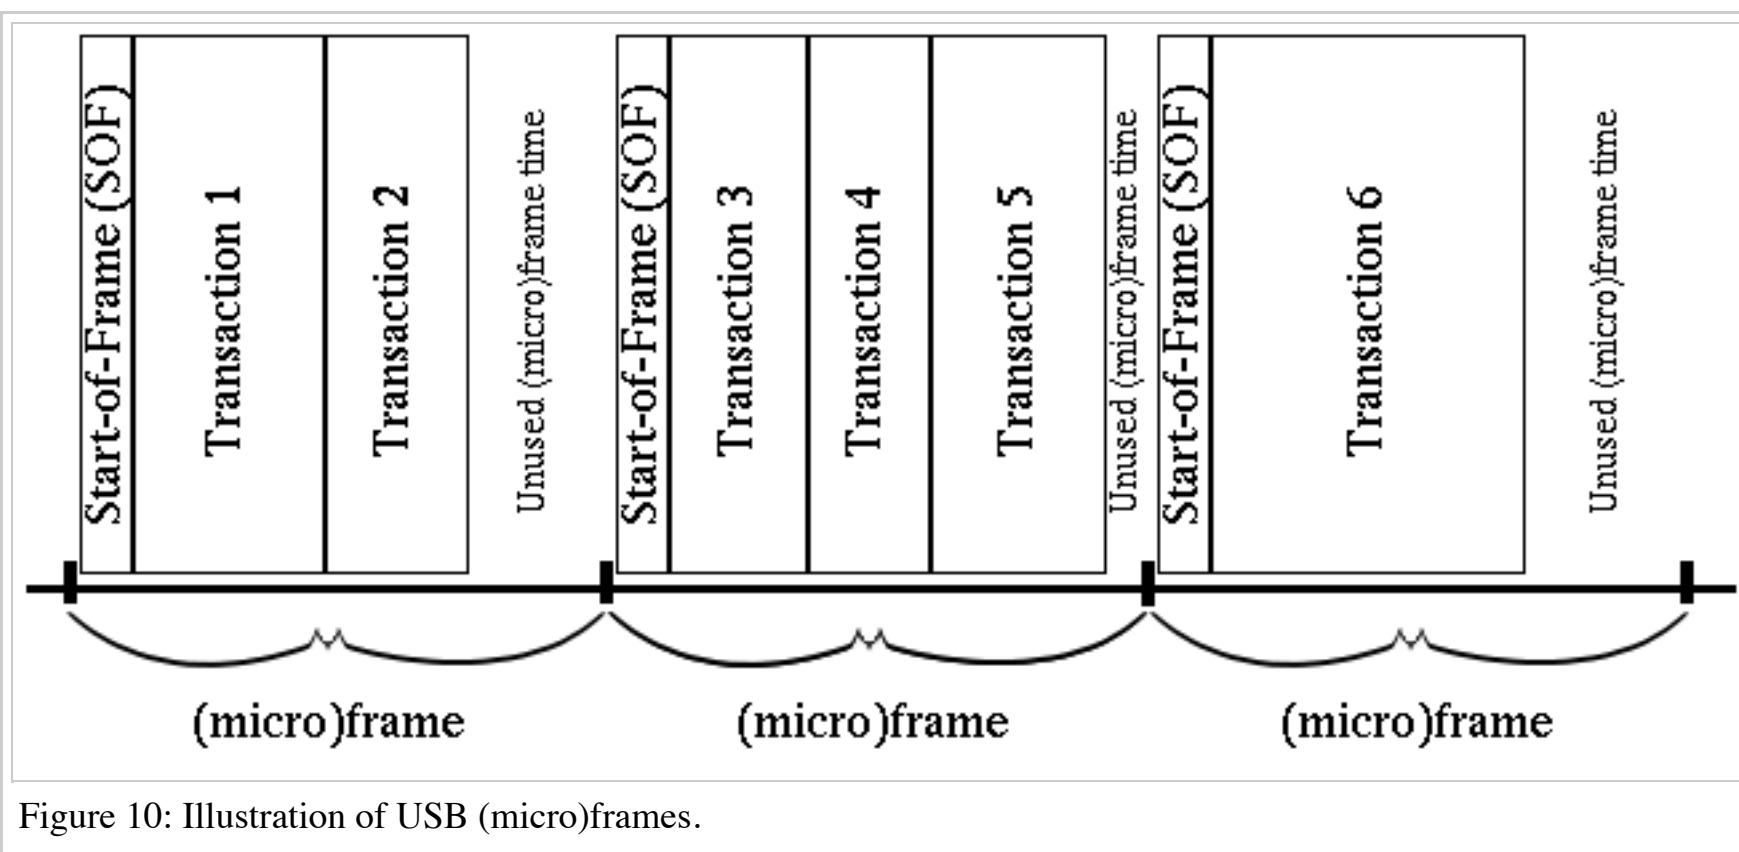 Start-of-Frame (SOF)
Transaction 1
Transaction 2
Unused (micro)frame time
Start-of-Frame (SOF)
Transaction 3
Transaction 4
Transaction 5
Unused (micro)frame time
Start-of-Frame (SOF)
Transaction 6
Unused (micro)frame time
(micro)frame
(micro)frame
(micro)frame
Figure 10: Illustration of USB (micro)frames.